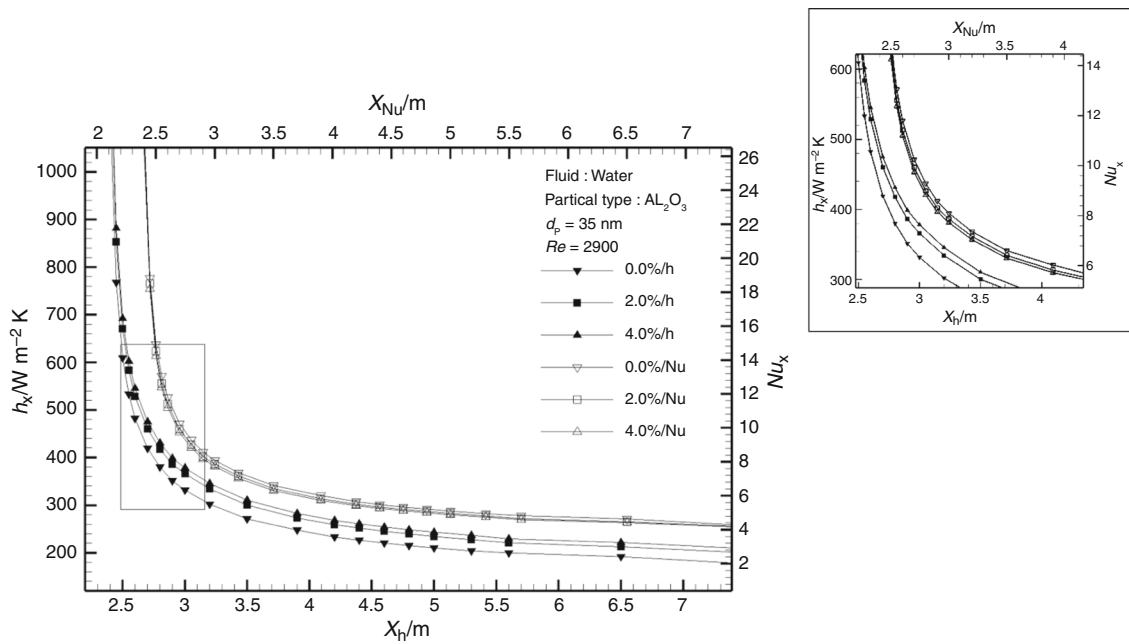 X_Nu/m
2 2.5 3 3.5 4 4.5 5 5.5 6 6.5 7
1000
900
800
700
600
500
400
300
200
h_x/W m⁻² K
26
24
22
20
18
16
14
12
10
8
6
4
2
Nu_x
Fluid : Water
Partical type : AL₂O₃
d_P = 35 nm
Re = 2900
0.0%/h
2.0%/h
4.0%/h
0.0%/Nu
2.0%/Nu
4.0%/Nu
2.5 3 3.5 4 4.5 5 5.5 6 6.5 7
X_h/m
X_Nu/m
2.5 3 3.5 4
600
500
400
300
h_x/W m⁻² K
14
12
10
8
6
Nu_x
2.5 3 3.5 4
X_h/m